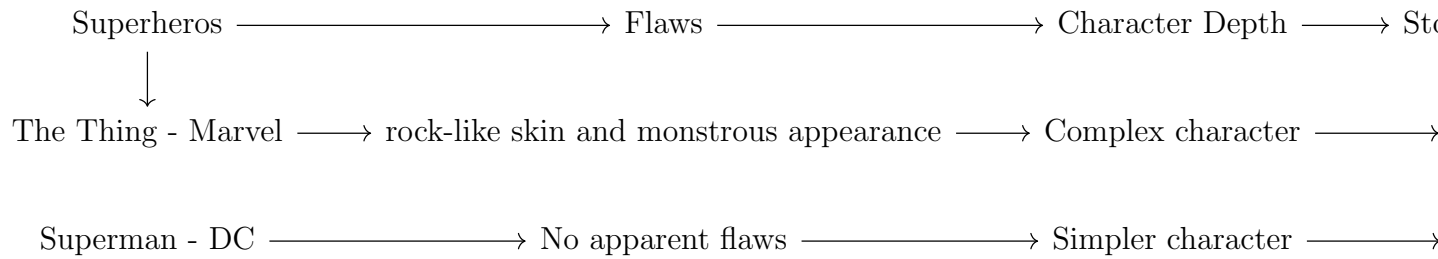 Superheros Flaws Character Depth Sto
The Thing - Marvel rock-like skin and monstrous appearance Complex character
Superman - DC No apparent flaws Simpler character